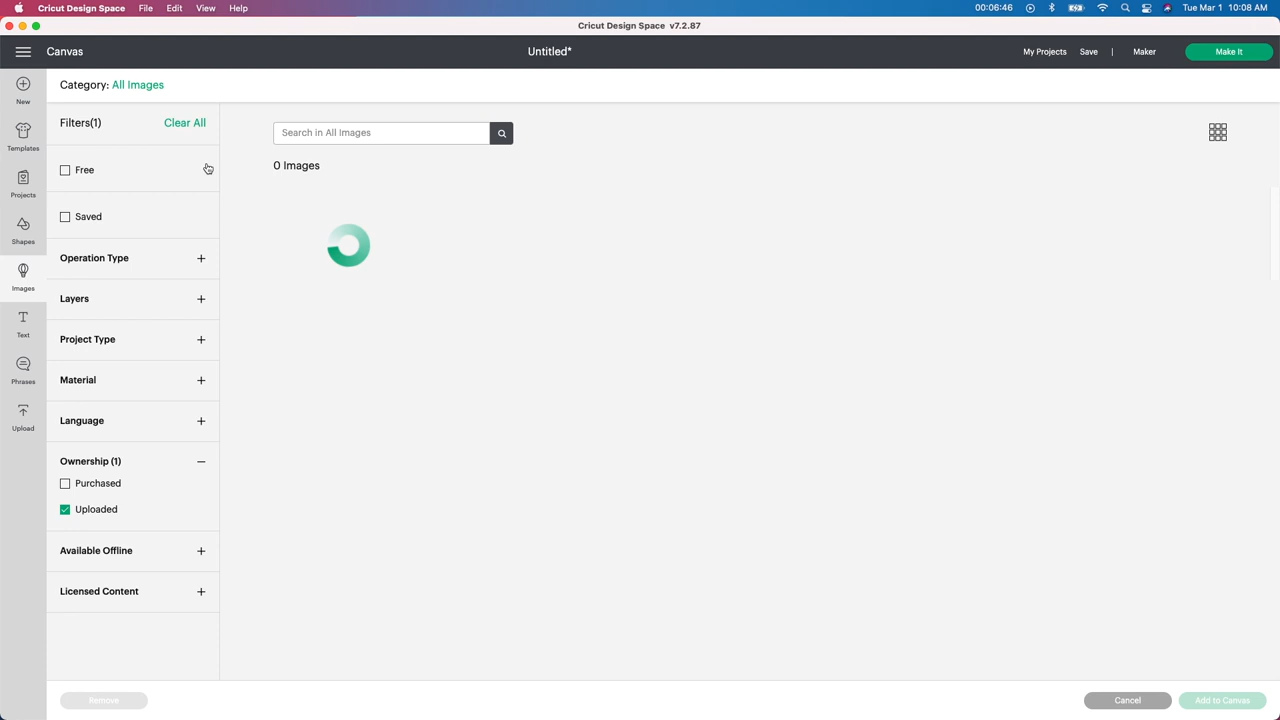 Cricut Design Space File Edit View Help 00:06:46 Tue Mar 1 10:08 AM
Cricut Design Space v7.2.87
Canvas Untitled* My Projects Save | Maker Make It
Category: All Images
New
Templates
Projects
Shapes
Images
Text
Phrases
Upload
Filters(1) Clear All
Free
Saved
Operation Type +
Layers +
Project Type +
Material +
Language +
Ownership (1) −
Purchased
Uploaded
Available Offline +
Licensed Content +
Search in All Images
0 Images
Remove Cancel Add to Canvas